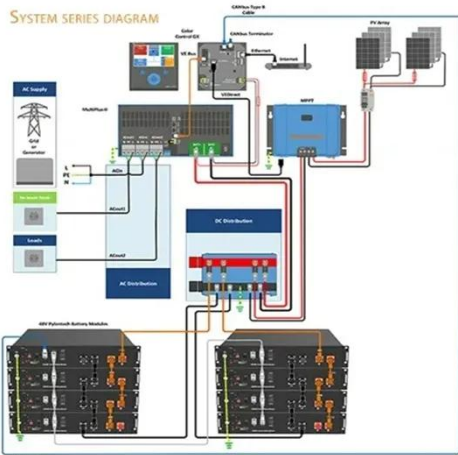 SYSTEM SERIES DIAGRAM
CANbus Type B
Cable
Color
Control GX
CANbus Terminator
PV Array
VE Bus
Ethernet
Internet
AC Supply
Grid
or
Generator
MultiPlus-II
VE Direct
MPPT
L
PE
N
ACin
ACout1
Loads
ACout2
DC Distribution
AC Distribution
48V Pylontech Battery Modules